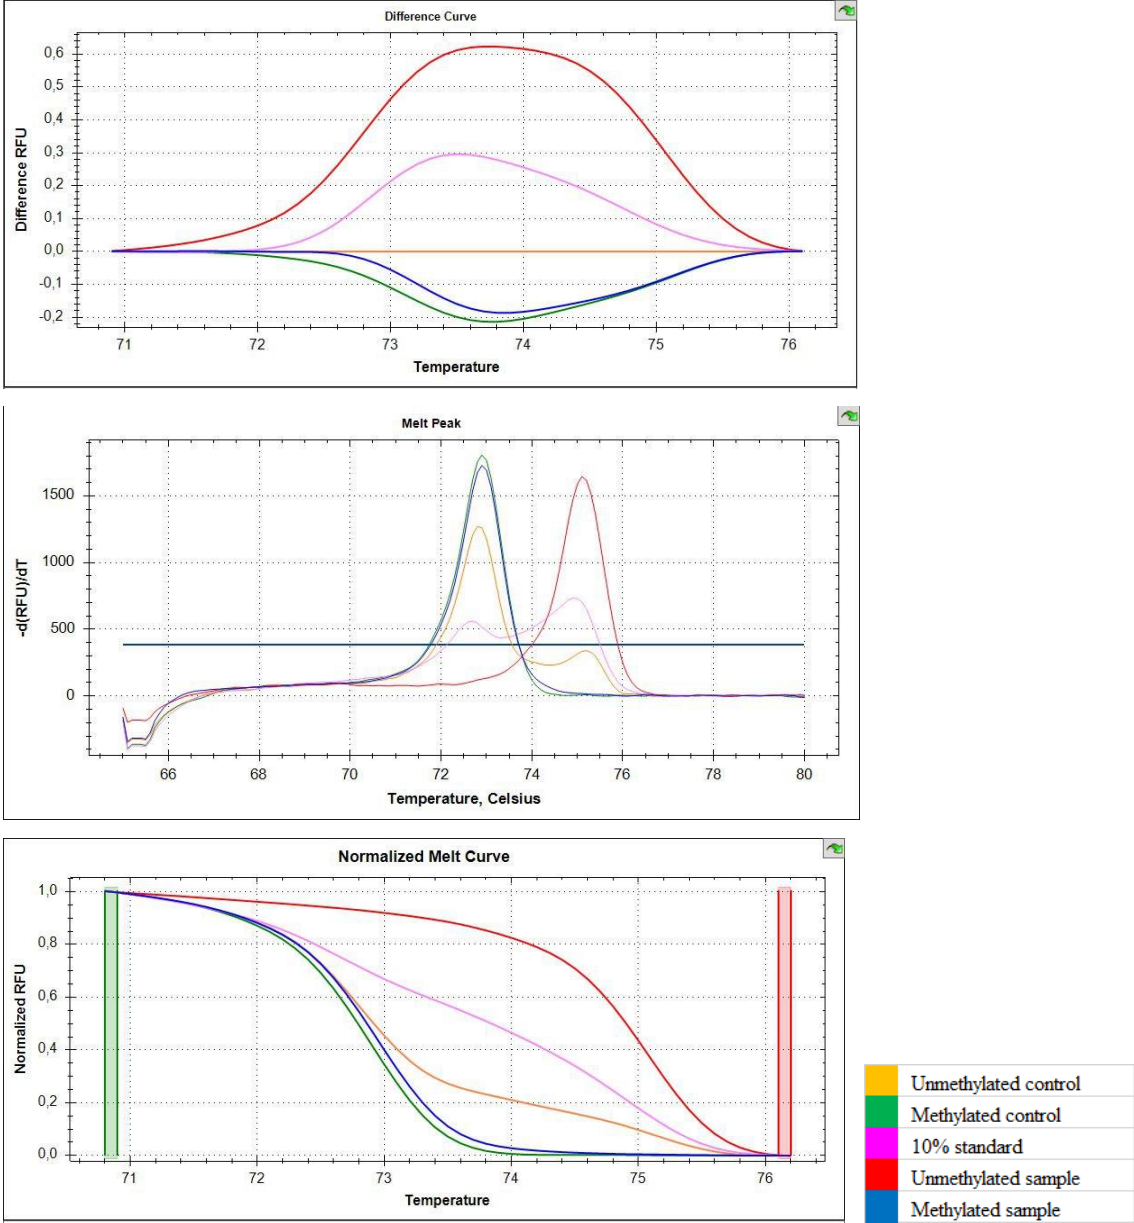 Difference Curve
0,6
0,5
0,4
0,3
0,2
0,1
0,0
-0,1
-0,2
Difference RFU
71 72 73 74 75 76
Temperature
Melt Peak
1500
1000
500
0
-d(RFU)/dT
66 68 70 72 74 76 78 80
Temperature, Celsius
Normalized Melt Curve
1,0
0,8
0,6
0,4
0,2
0,0
Normalized RFU
71 72 73 74 75 76
Temperature
Unmethylated control
Methylated control
10% standard
Unmethylated sample
Methylated sample